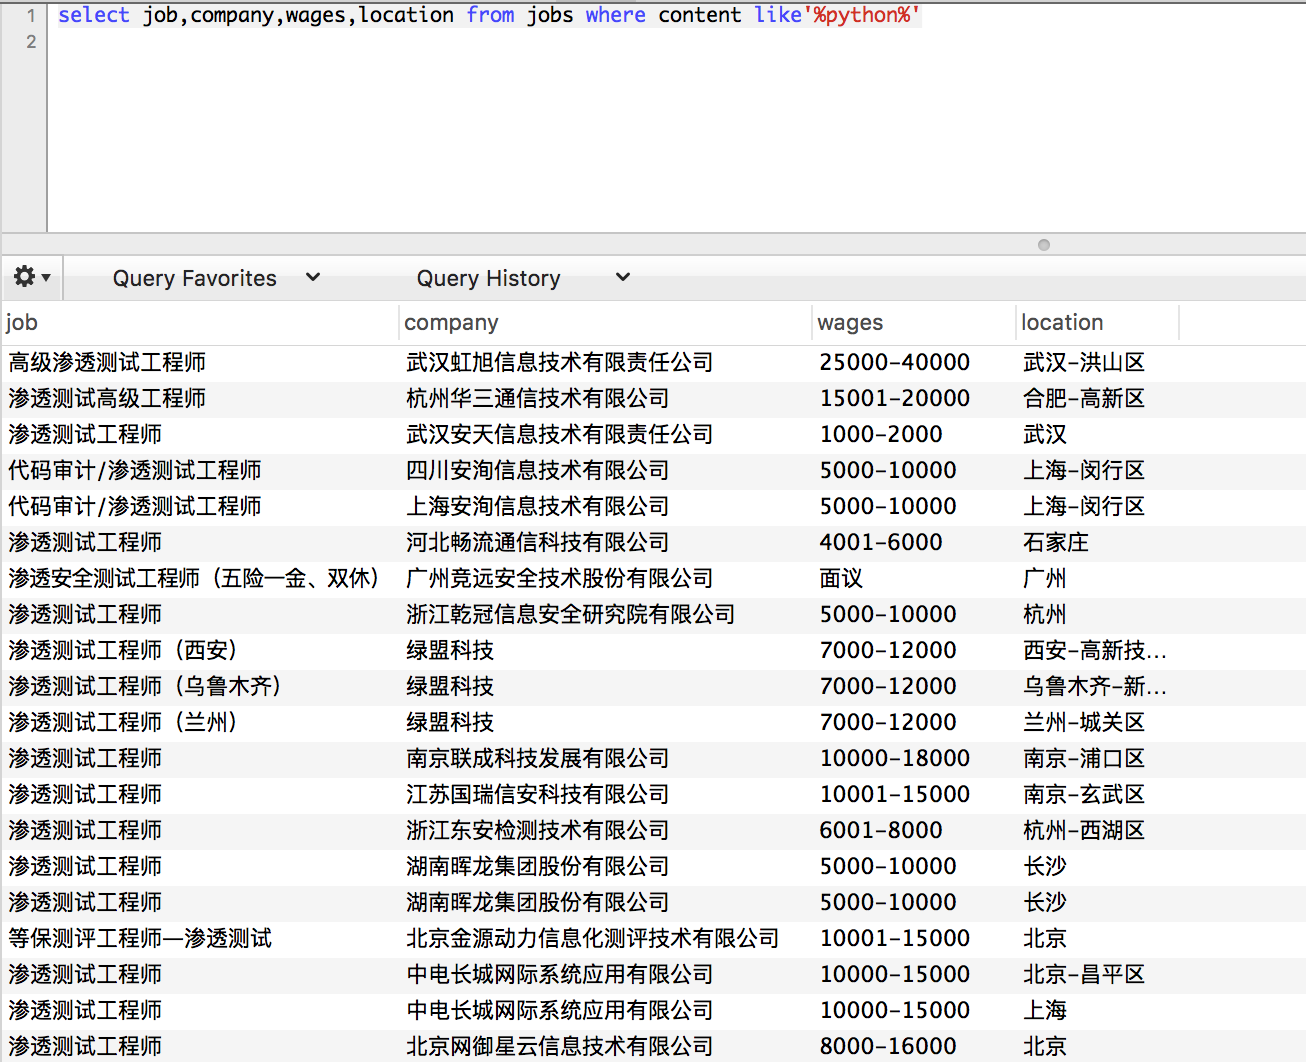 1 select job,company,wages,location from jobs where content like'%python%'
2
Query Favorites Query History
job company wages location
高级渗透测试工程师 武汉虹旭信息技术有限责任公司 25000-40000 武汉-洪山区
渗透测试高级工程师 杭州华三通信技术有限公司 15001-20000 合肥-高新区
渗透测试工程师 武汉安天信息技术有限责任公司 1000-2000 武汉
代码审计/渗透测试工程师 四川安洵信息技术有限公司 5000-10000 上海-闵行区
代码审计/渗透测试工程师 上海安洵信息技术有限公司 5000-10000 上海-闵行区
渗透测试工程师 河北畅流通信科技有限公司 4001-6000 石家庄
渗透安全测试工程师（五险一金、双休） 广州竞远安全技术股份有限公司 面议 广州
渗透测试工程师 浙江乾冠信息安全研究院有限公司 5000-10000 杭州
渗透测试工程师（西安） 绿盟科技 7000-12000 西安-高新技…
渗透测试工程师（乌鲁木齐） 绿盟科技 7000-12000 乌鲁木齐-新…
渗透测试工程师（兰州） 绿盟科技 7000-12000 兰州-城关区
渗透测试工程师 南京联成科技发展有限公司 10000-18000 南京-浦口区
渗透测试工程师 江苏国瑞信安科技有限公司 10001-15000 南京-玄武区
渗透测试工程师 浙江东安检测技术有限公司 6001-8000 杭州-西湖区
渗透测试工程师 湖南晖龙集团股份有限公司 5000-10000 长沙
渗透测试工程师 湖南晖龙集团股份有限公司 5000-10000 长沙
等保测评工程师—渗透测试 北京金源动力信息化测评技术有限公司 10001-15000 北京
渗透测试工程师 中电长城网际系统应用有限公司 10000-15000 北京-昌平区
渗透测试工程师 中电长城网际系统应用有限公司 10000-15000 上海
渗透测试工程师 北京网御星云信息技术有限公司 8000-16000 北京